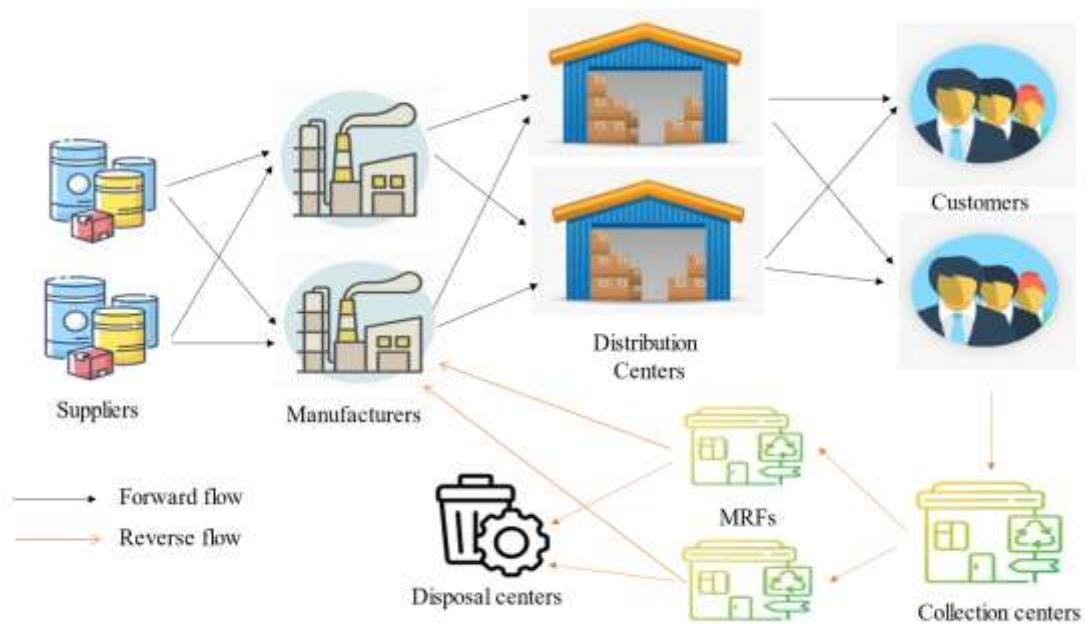 Customers
Distribution
Centers
Suppliers
Manufacturers
Forward flow
MRFs
Reverse flow
Disposal centers
Collection centers